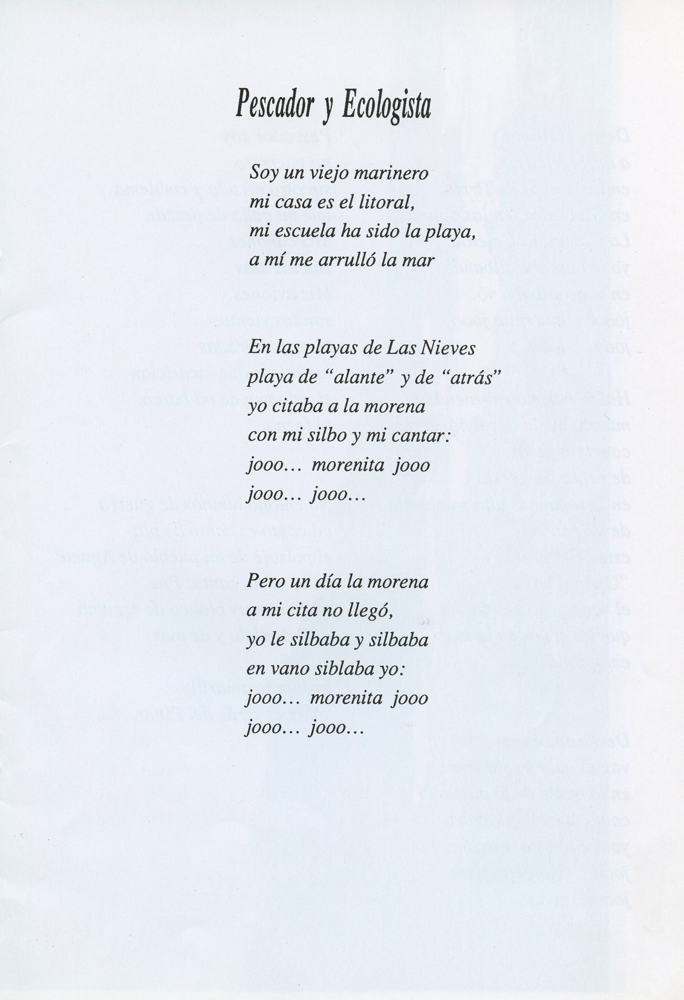 Pescador y Ecologista
Soy un viejo marinero
mi casa es el litoral,
mi escuela ha sido la playa,
a mí me arrulló la mar
En las playas de Las Nieves
playa de “alante” y de “atrás”
yo citaba a la morena
con mi silbo y mi cantar:
jooo... morenita jooo
jooo... jooo...
Pero un día la morena
a mi cita no llegó,
yo le silbaba y silbaba
en vano siblaba yo:
jooo... morenita jooo
jooo... jooo...